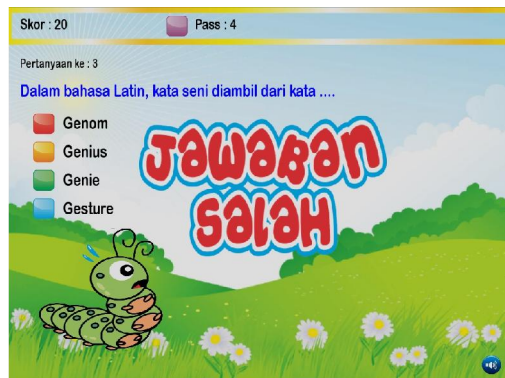 Skor : 20
Pass : 4
Pertanyaan ke : 3
Dalam bahasa Latin, kata seni diambil dari kata ....
Genom
Genius
Genie
Gesture
JAWABAN
SALAH